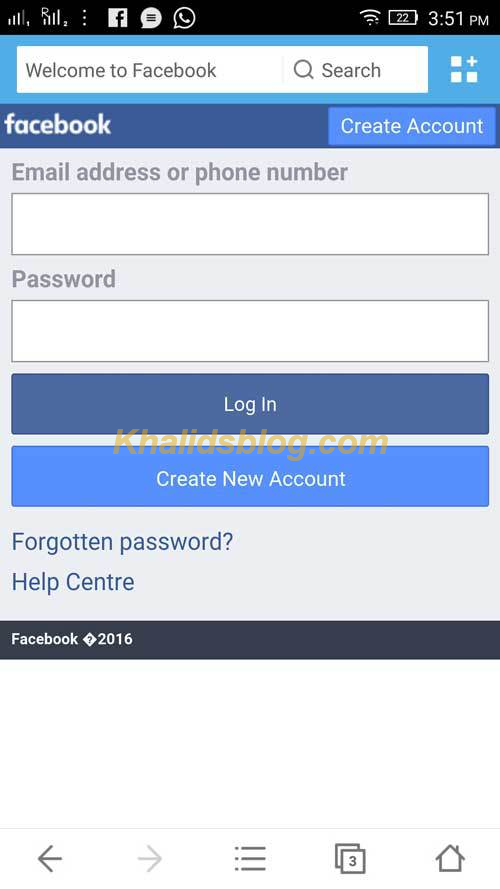 R 22 3:51 PM
Welcome to Facebook Search
facebook Create Account
Email address or phone number
Password
Log In
Khalidsblog.com
Create New Account
Forgotten password?
Help Centre
Facebook �2016
3